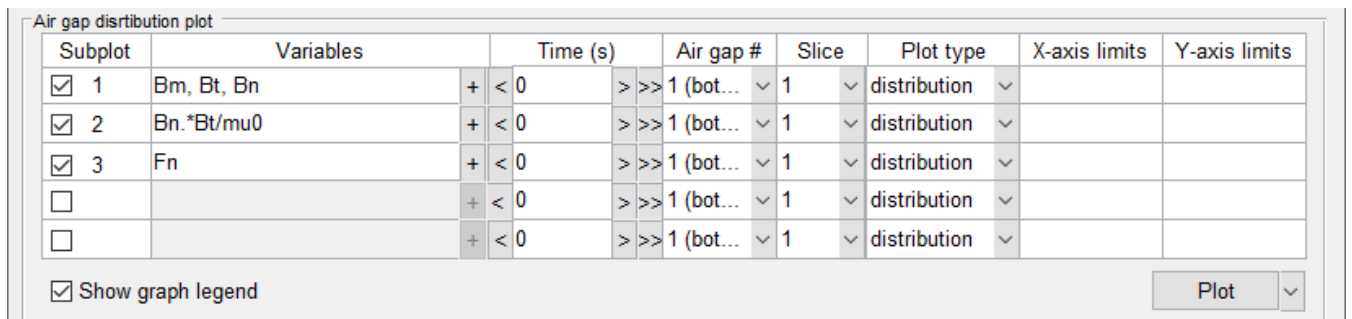 Air gap disrtibution plot
Subplot Variables Time (s) Air gap # Slice Plot type X-axis limits Y-axis limits
1 Bm, Bt, Bn + < 0 > >> 1 (bot... 1 distribution
2 Bn.*Bt/mu0 + < 0 > >> 1 (bot... 1 distribution
3 Fn + < 0 > >> 1 (bot... 1 distribution
+ < 0 > >> 1 (bot... 1 distribution
+ < 0 > >> 1 (bot... 1 distribution
Show graph legend Plot